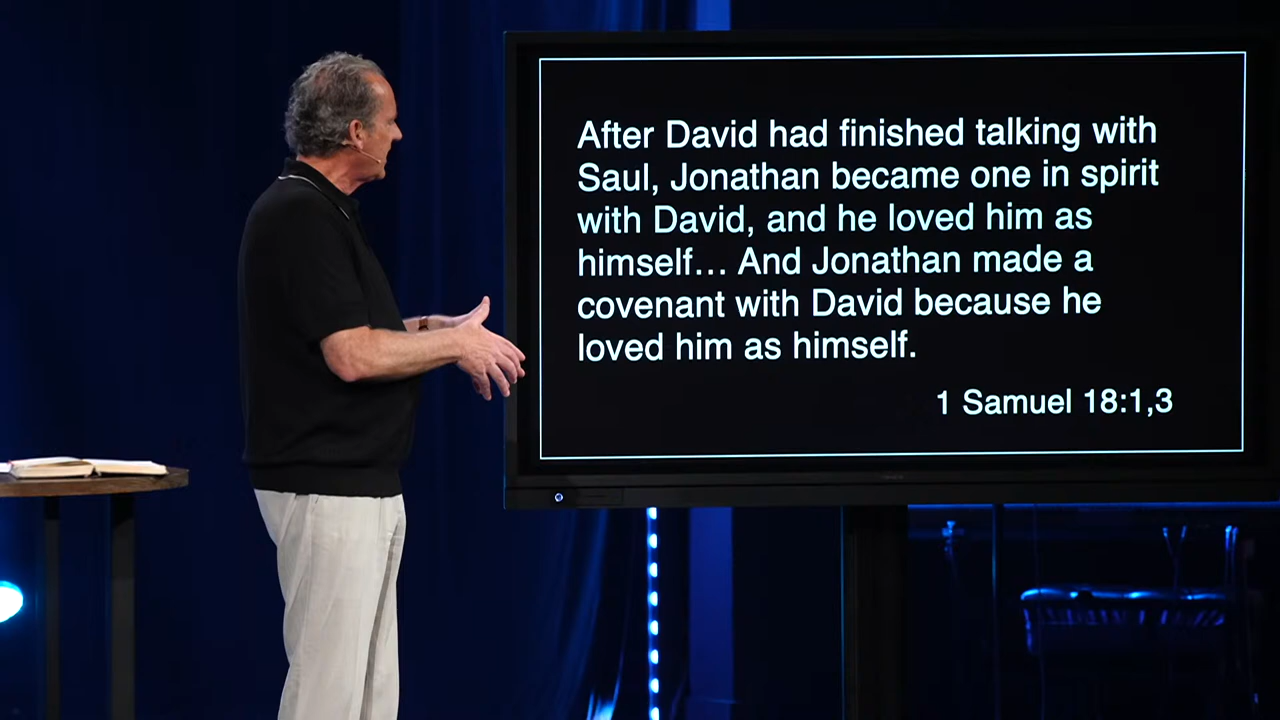 After David had finished talking with
Saul, Jonathan became one in spirit
with David, and he loved him as
himself... And Jonathan made a
covenant with David because he
loved him as himself.
1 Samuel 18:1,3